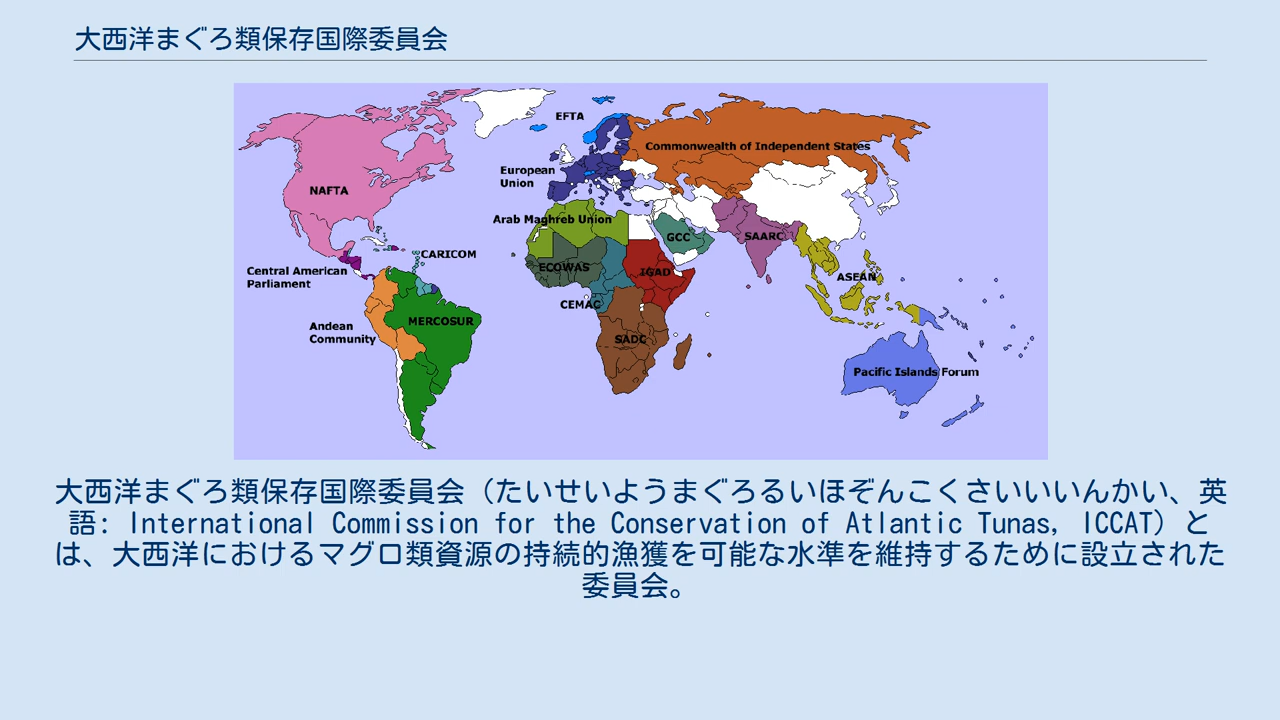 大西洋まぐろ類保存国際委員会
EFTA
Commonwealth of Independent States
European
Union
NAFTA
Arab Maghreb Union
GCC
SAARC
CARICOM
ECOWAS
IGAD
Central American
Parliament
ASEAN
CEMAC
MERCOSUR
Andean
Community
SADC
Pacific Islands Forum
大西洋まぐろ類保存国際委員会（たいせいようまぐろるいほぞんこくさいいいんかい、英
語: International Commission for the Conservation of Atlantic Tunas, ICCAT）と
は、大西洋におけるマグロ類資源の持続的漁獲を可能な水準を維持するために設立された
委員会。